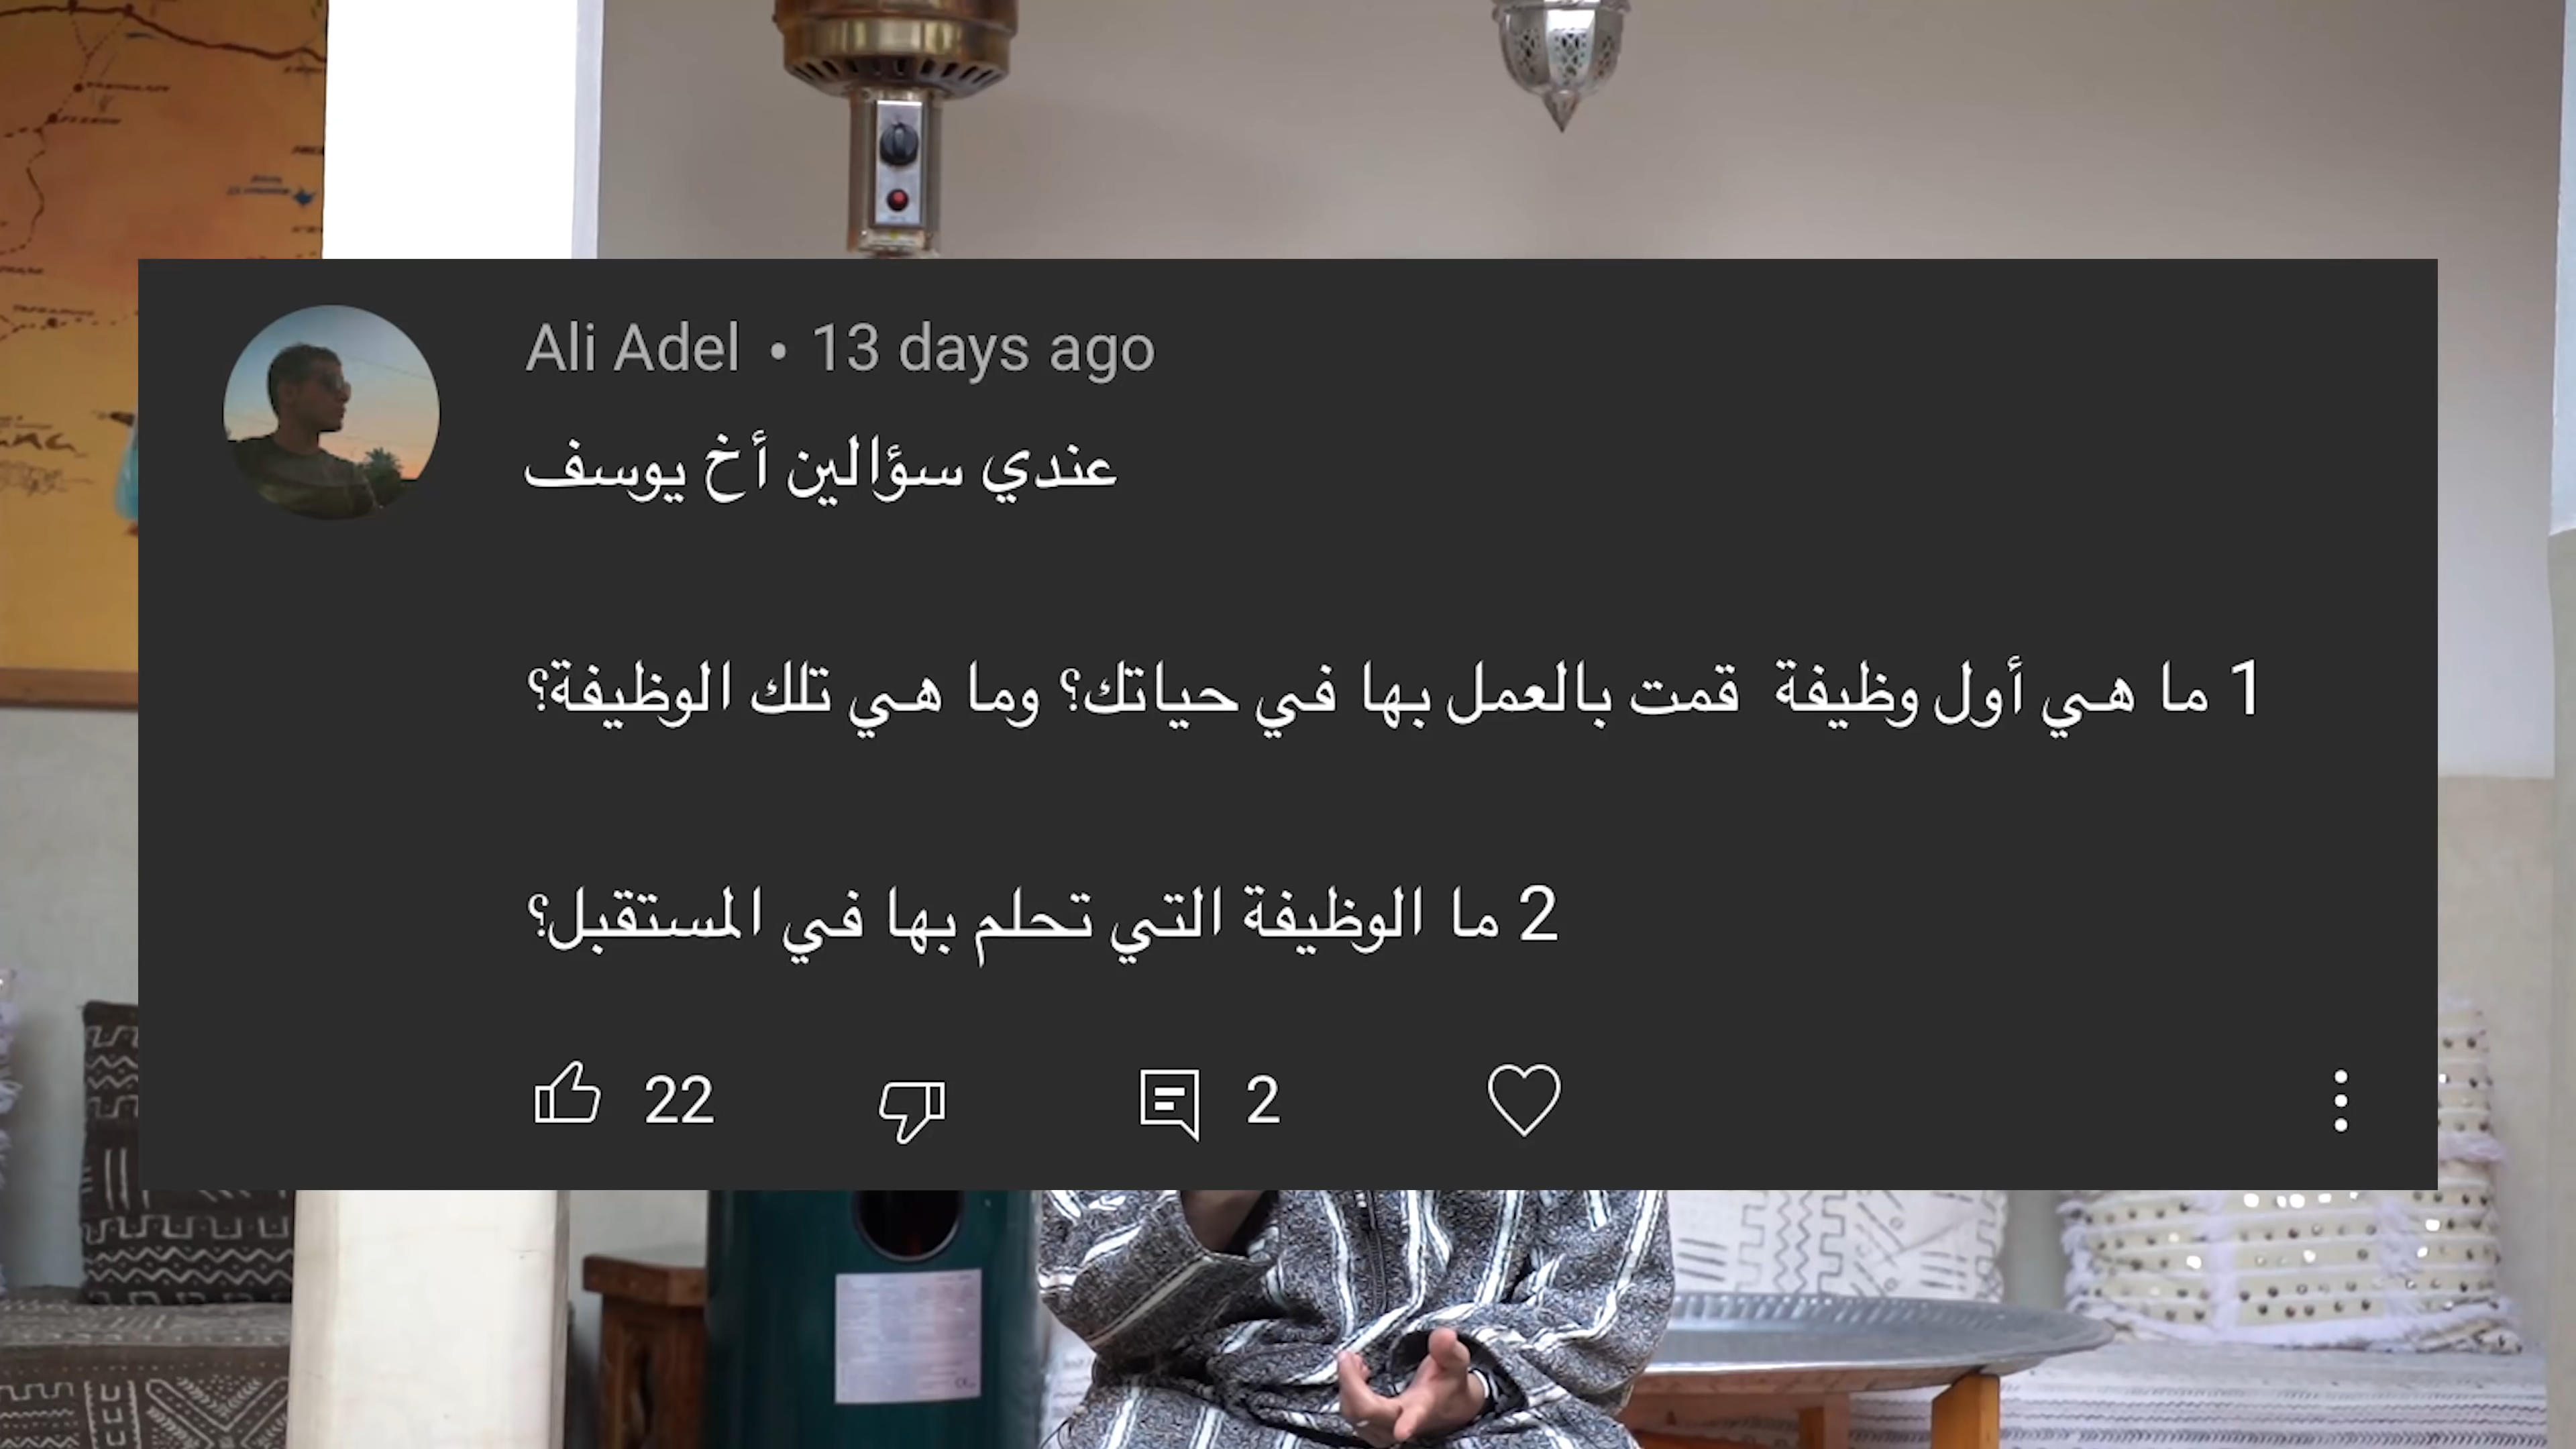 Ali Adel • 13 days ago
عندي سؤالين أخ يوسف
1 ما هي أول وظيفة  قمت بالعمل بها في حياتك؟ وما هي تلك الوظيفة؟
2 ما الوظيفة التي تحلم بها في المستقبل؟
22
2